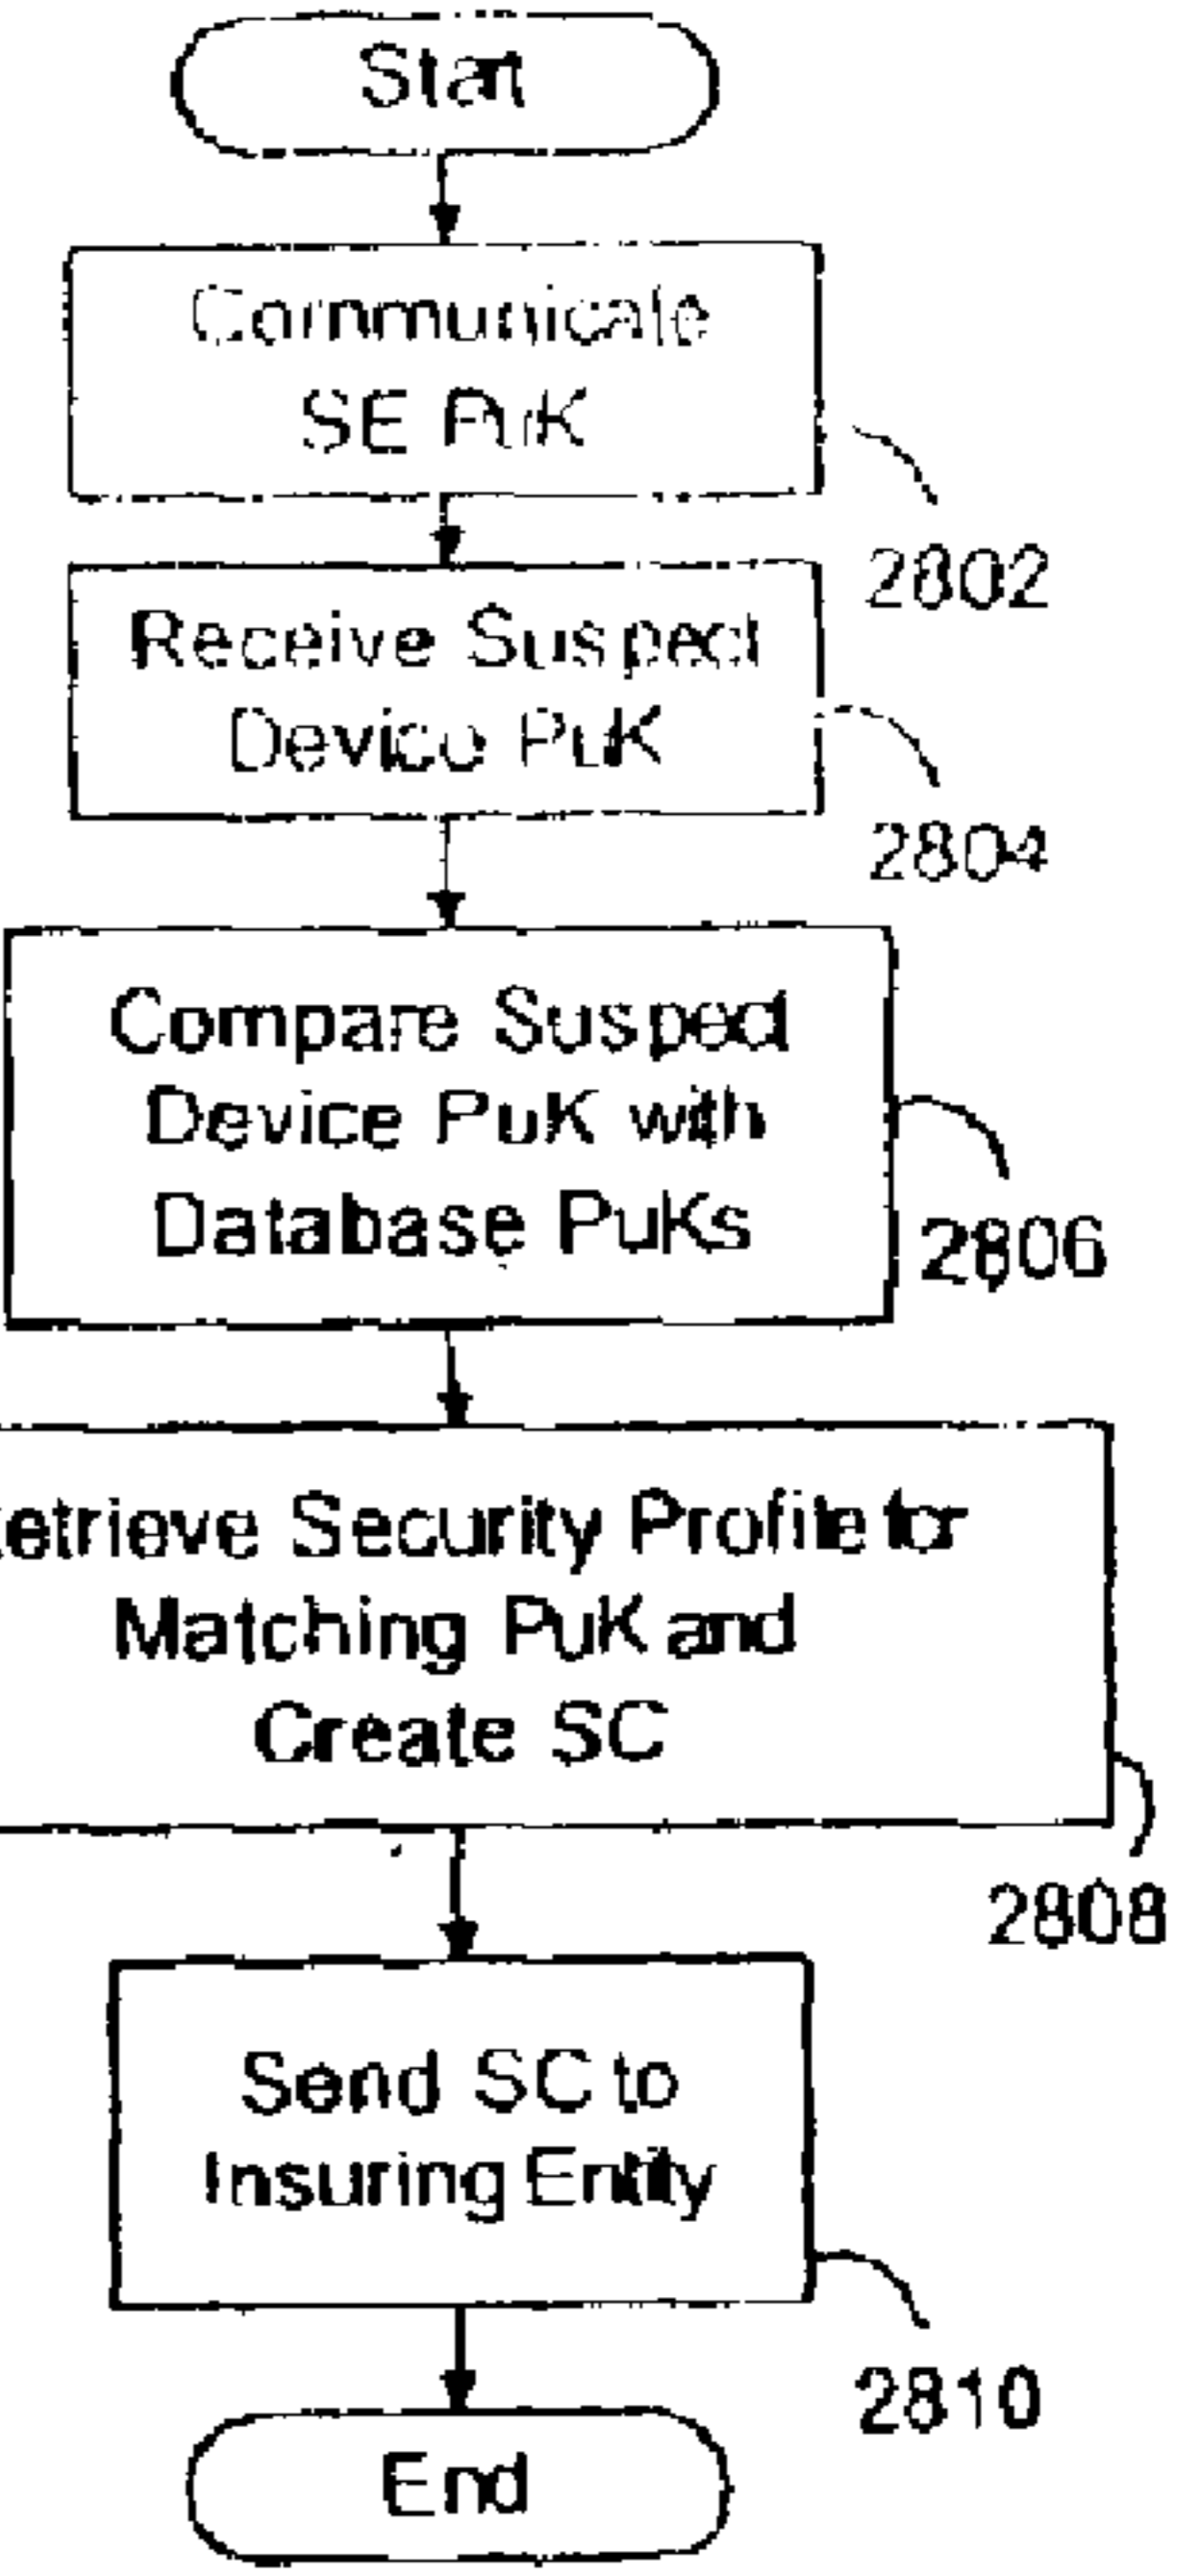 Start
Communicate
SE PuK
2802
Receive Suspect
Device PuK
2804
Compare Suspect
Device PuK with
Database PuKs
2806
etrieve Security Profile for
Matching PuK and
Create SC
2808
Send SC to
Insuring Entity
2810
End